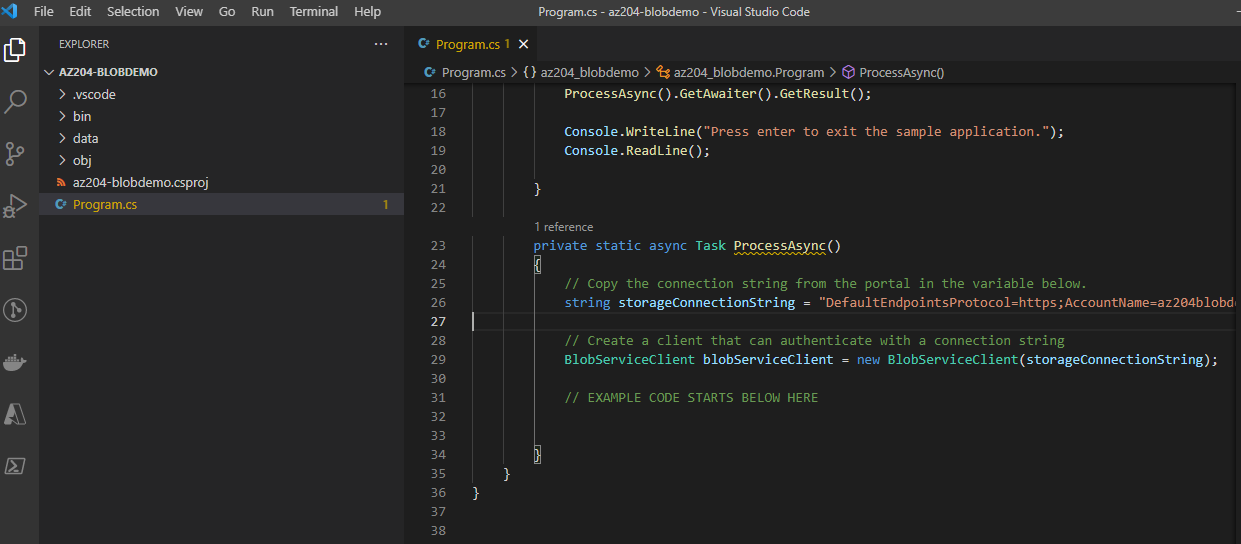 File Edit Selection View Go Run Terminal Help Program.cs - az204-blobdemo - Visual Studio Code
EXPLORER ...
AZ204-BLOBDEMO
.vscode
bin
data
obj
az204-blobdemo.csproj
Program.cs 1
Program.cs 1
Program.cs > {} az204_blobdemo > az204_blobdemo.Program > ProcessAsync()
16 ProcessAsync().GetAwaiter().GetResult();
17
18 Console.WriteLine("Press enter to exit the sample application.");
19 Console.ReadLine();
20
21 }
22
1 reference
23 private static async Task ProcessAsync()
24 {
25 // Copy the connection string from the portal in the variable below.
26 string storageConnectionString = "DefaultEndpointsProtocol=https;AccountName=az204blobd
27
28 // Create a client that can authenticate with a connection string
29 BlobServiceClient blobServiceClient = new BlobServiceClient(storageConnectionString);
30
31 // EXAMPLE CODE STARTS BELOW HERE
32
33
34 }
35 }
36 }
37
38